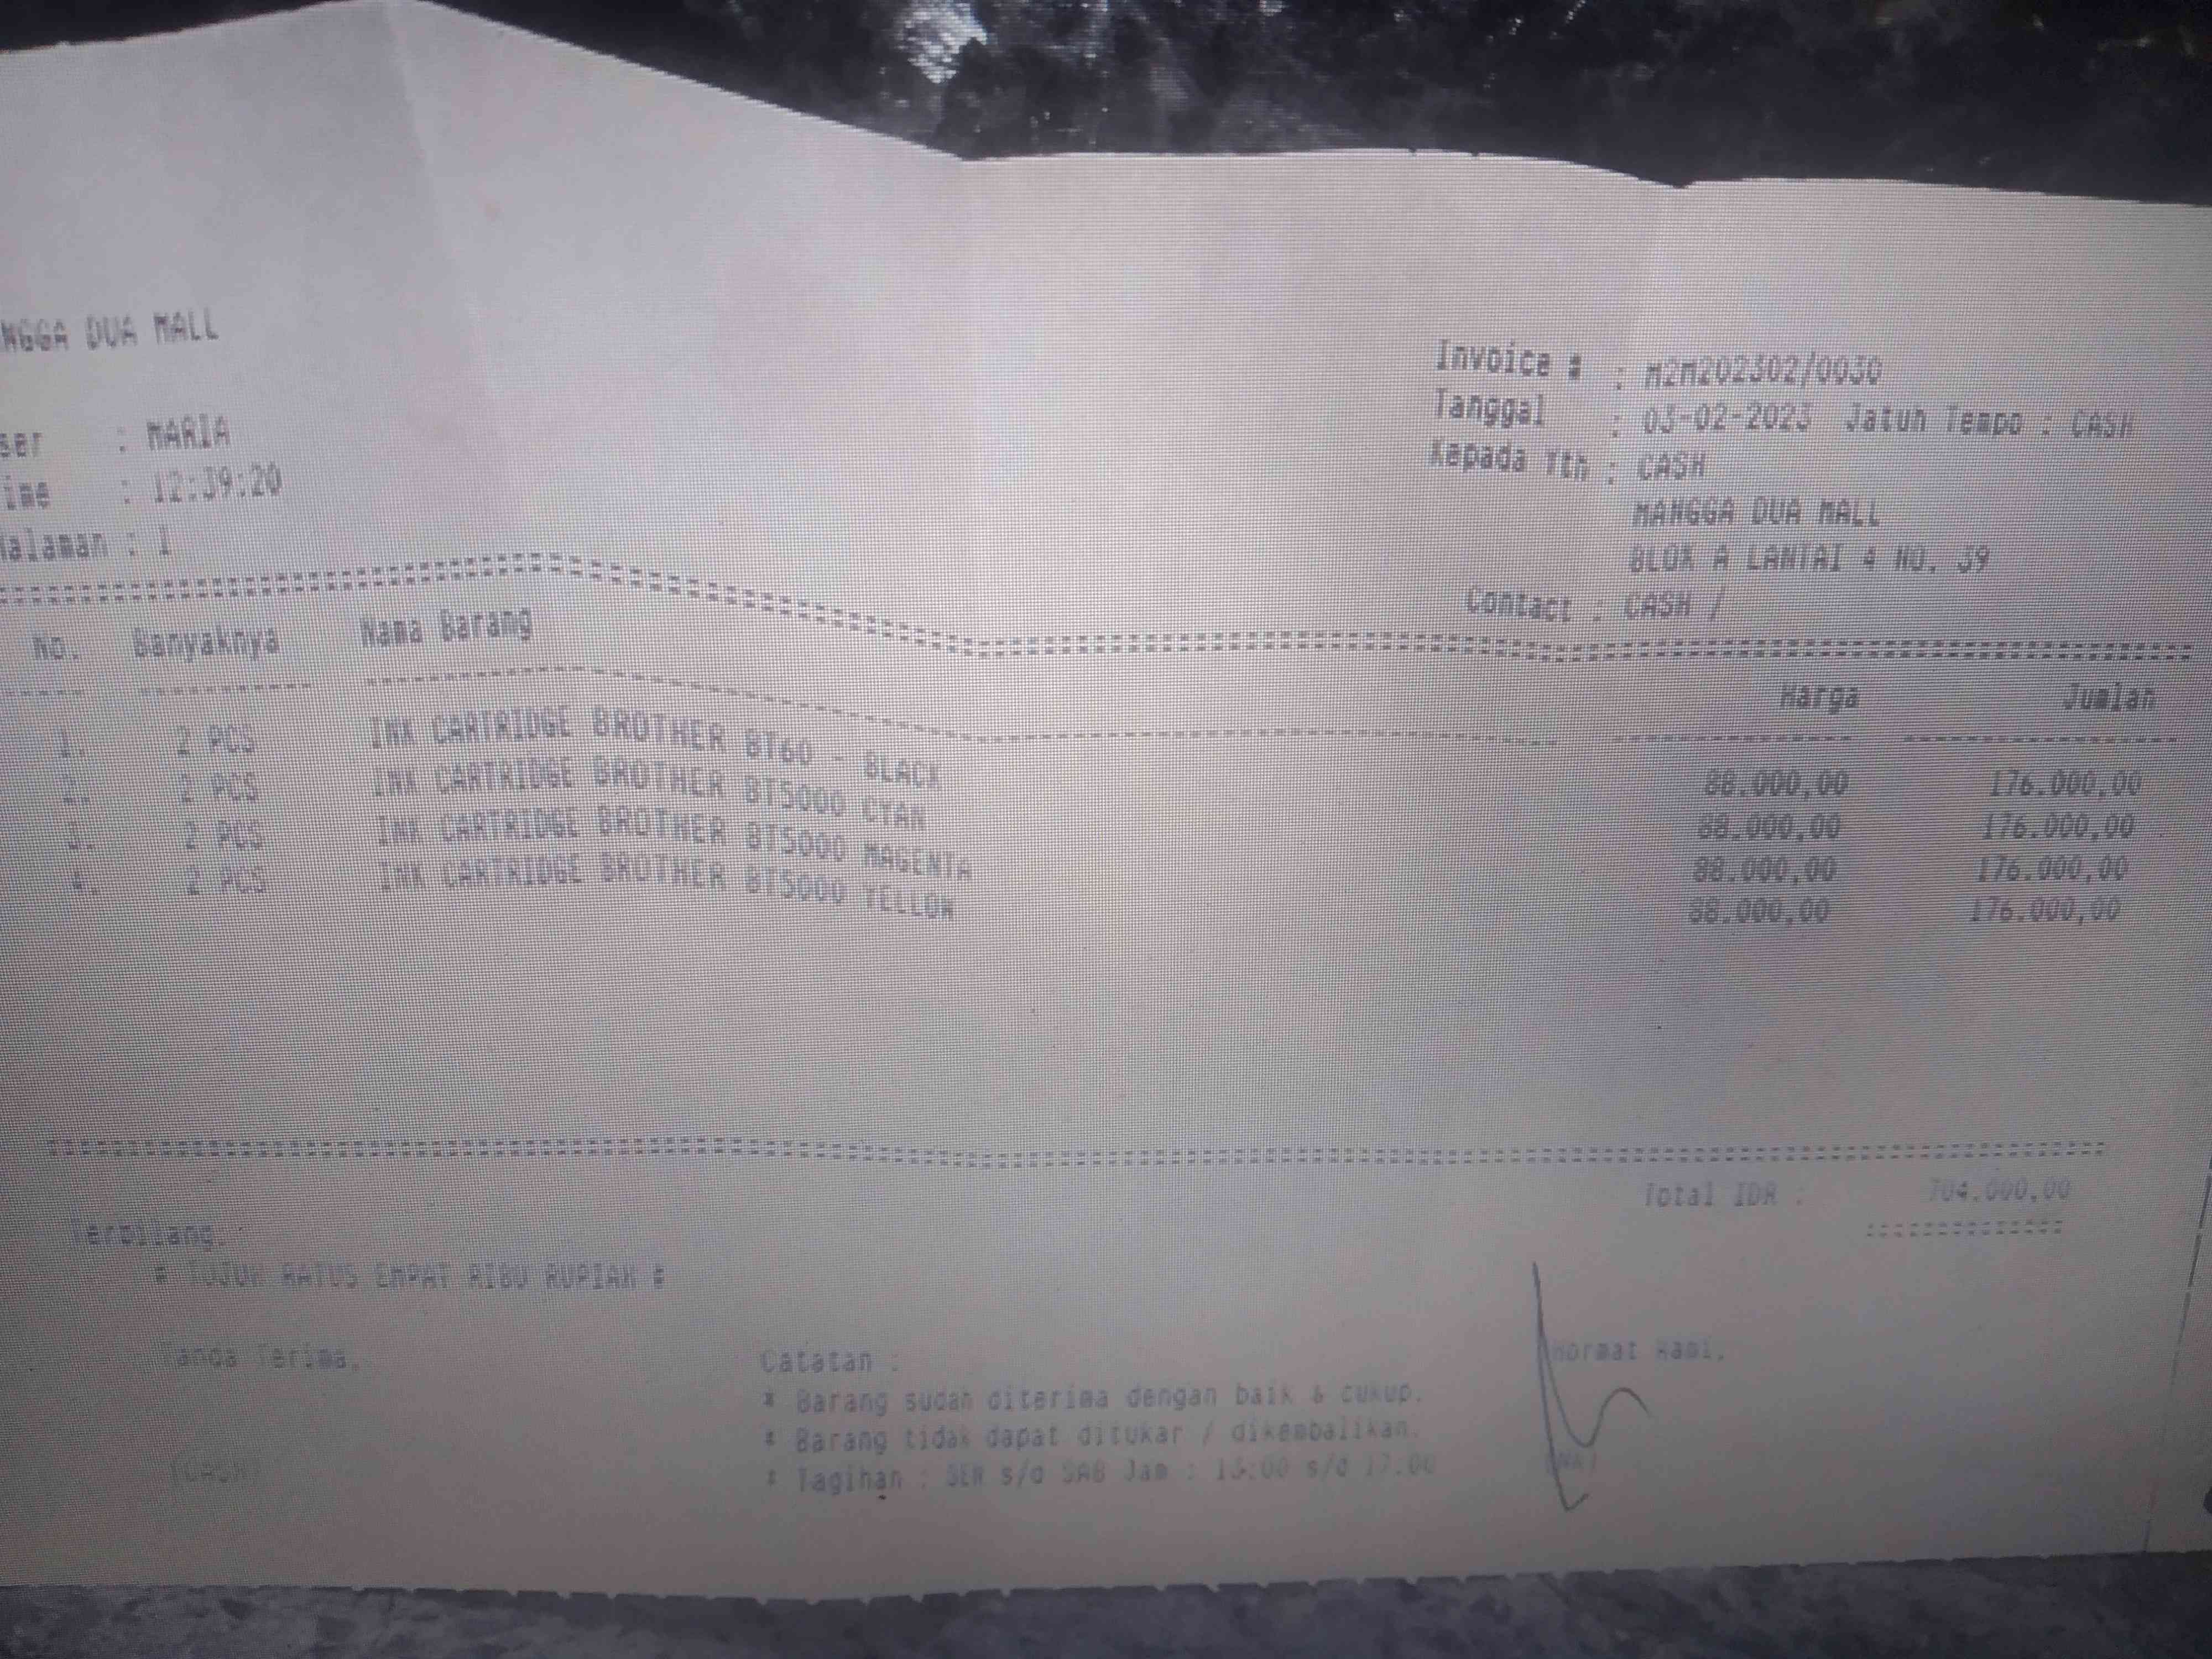 NGGA DUA MALL
ser : MARIA
ime : 12:39:20
Halaman : 1
Invoice # : M2M202302/0030
Tanggal : 03-02-2023 Jatuh Tempo : CASH
Kepada Yth : CASH
MANGGA DUA MALL
BLOK A LANTAI 4 NO. 39
Contact : CASH /
No. Banyaknya Nama Barang Harga Jumlah
1. 2 PCS INK CARTRIDGE BROTHER BT60 - BLACK 88.000,00 176.000,00
2. 2 PCS INK CARTRIDGE BROTHER BT5000 CYAN 88.000,00 176.000,00
3. 2 PCS INK CARTRIDGE BROTHER BT5000 MAGENTA 88.000,00 176.000,00
4. 2 PCS INK CARTRIDGE BROTHER BT5000 YELLOW 88.000,00 176.000,00
Total IDR : 704.000,00
Terbilang,
# TUJUH RATUS EMPAT RIBU RUPIAH #
Tanda Terima,
(CASH)
Catatan :
* Barang sudah diterima dengan baik & cukup.
* Barang tidak dapat ditukar / dikembalikan.
* Tagihan : SEN s/d SAB Jam : 13:00 s/d 17.00
Hormat Kami,